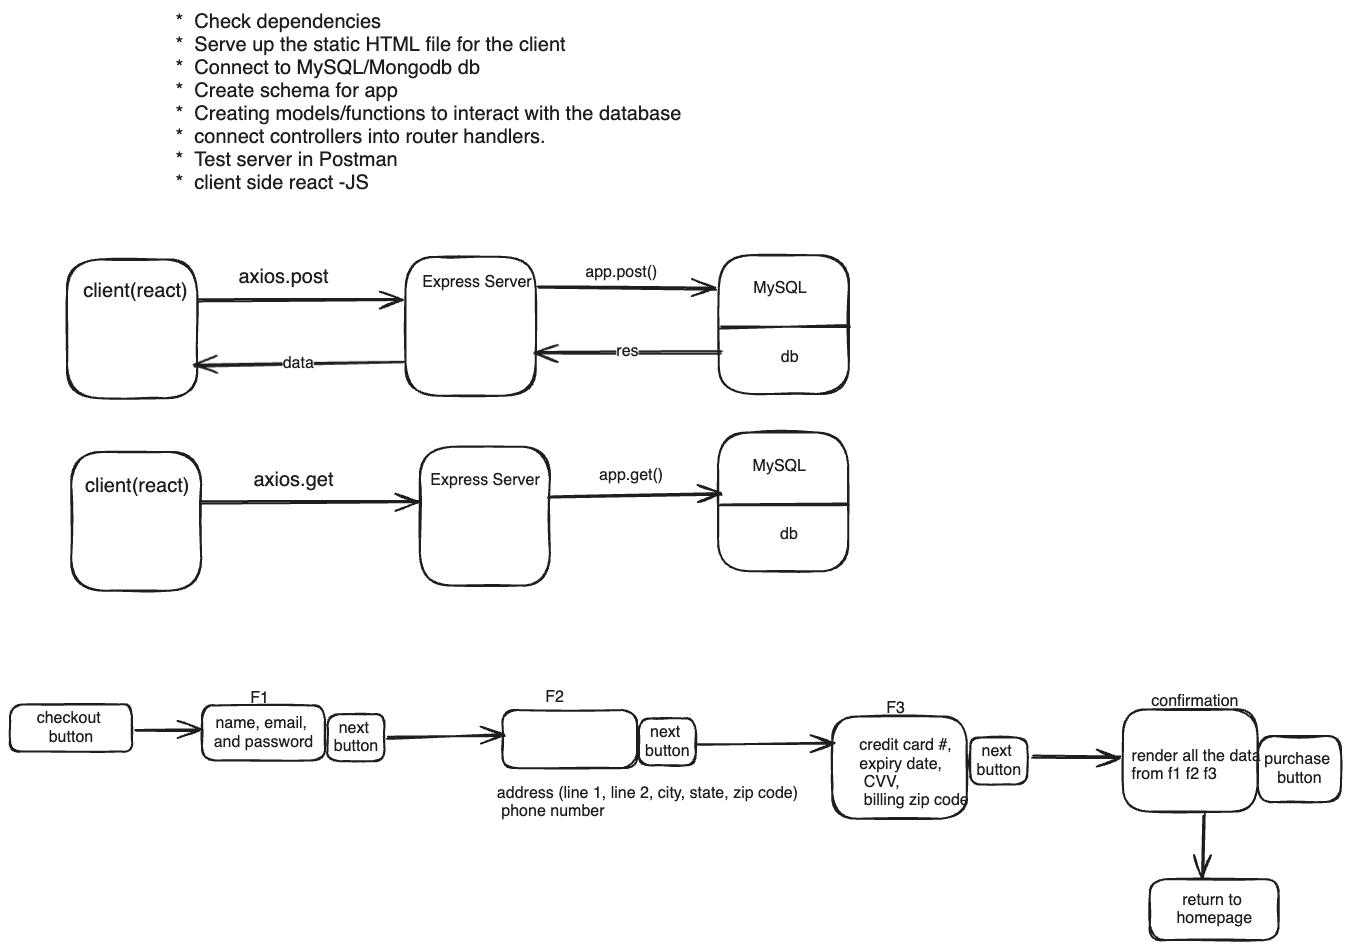 * Check dependencies
* Serve up the static HTML file for the client
* Connect to MySQL/Mongodb db
* Create schema for app
* Creating models/functions to interact with the database
* connect controllers into router handlers.
* Test server in Postman
* client side react -JS
client(react)
axios.post
data
Express Server
app.post()
res
MySQL
db
client(react)
axios.get
Express Server
app.get()
MySQL
db
checkout
button
F1
name, email,
and password
next
button
F2
next
button
address (line 1, line 2, city, state, zip code)
phone number
F3
credit card #,
expiry date,
CVV,
billing zip code
next
button
confirmation
render all the data
from f1 f2 f3
purchase
button
return to
homepage